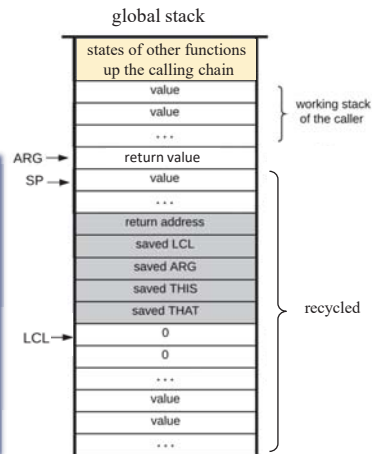 global stack
states of other functions
up the calling chain
value
value
...
working stack
of the caller
ARG
return value
SP
value
...
return address
saved LCL
saved ARG
saved THIS
saved THAT
recycled
LCL
0
0
...
value
value
...